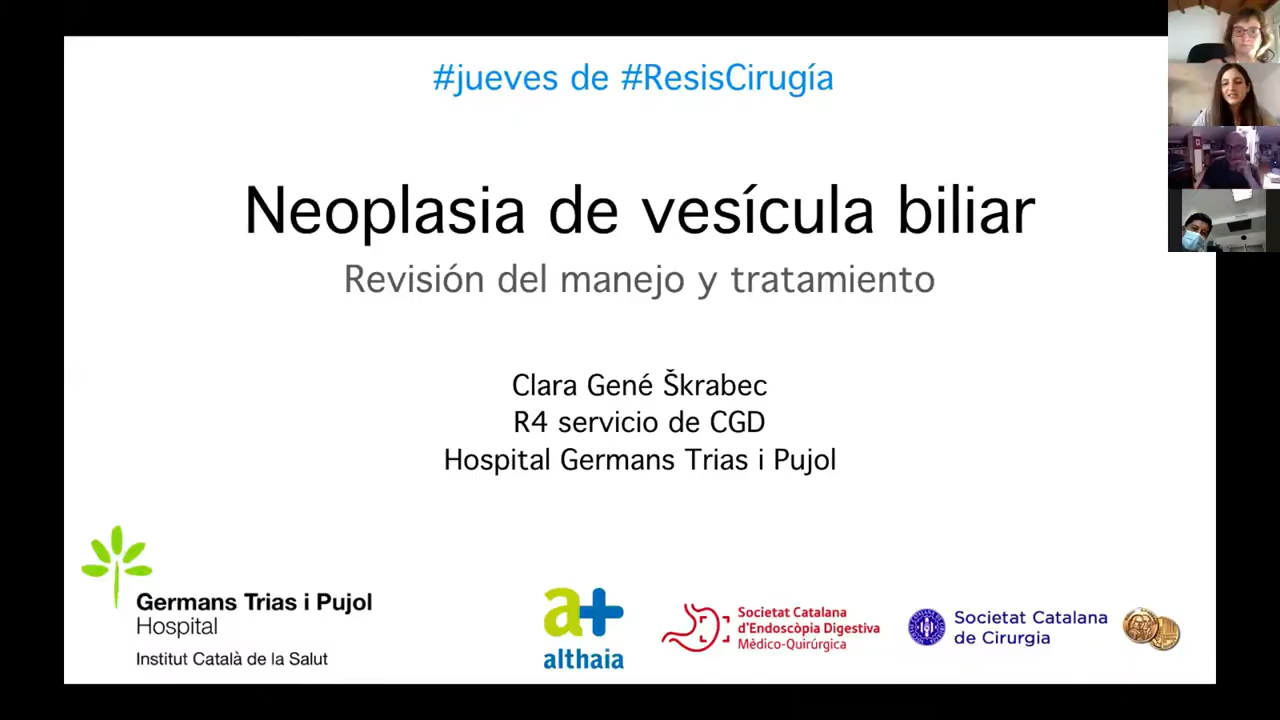 #jueves de #ResisCirugía
Neoplasia de vesícula biliar
Revisión del manejo y tratamiento
Clara Gené Škrabec
R4 servicio de CGD
Hospital Germans Trias i Pujol
Germans Trias i Pujol
Hospital
Institut Català de la Salut
a+
althaia
Societat Catalana
d'Endoscòpia Digestiva
Mèdico-Quirúrgica
Societat Catalana
de Cirurgia